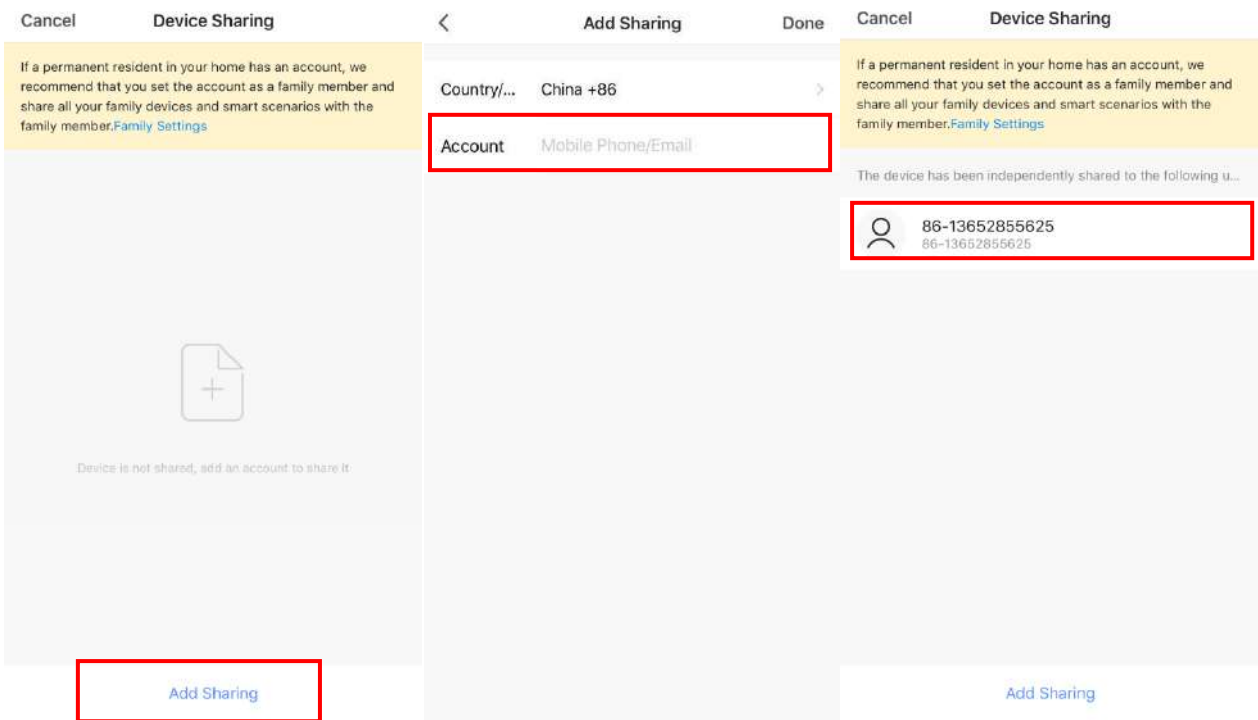 Cancel Device Sharing
If a permanent resident in your home has an account, we
recommend that you set the account as a family member and
share all your family devices and smart scenarios with the
family member.Family Settings
Device is not shared, add an account to share it
Add Sharing
Add Sharing Done
Country/... China +86
Account Mobile Phone/Email
Cancel Device Sharing
If a permanent resident in your home has an account, we
recommend that you set the account as a family member and
share all your family devices and smart scenarios with the
family member.Family Settings
The device has been independently shared to the following u...
86-13652855625
86-13652855625
Add Sharing